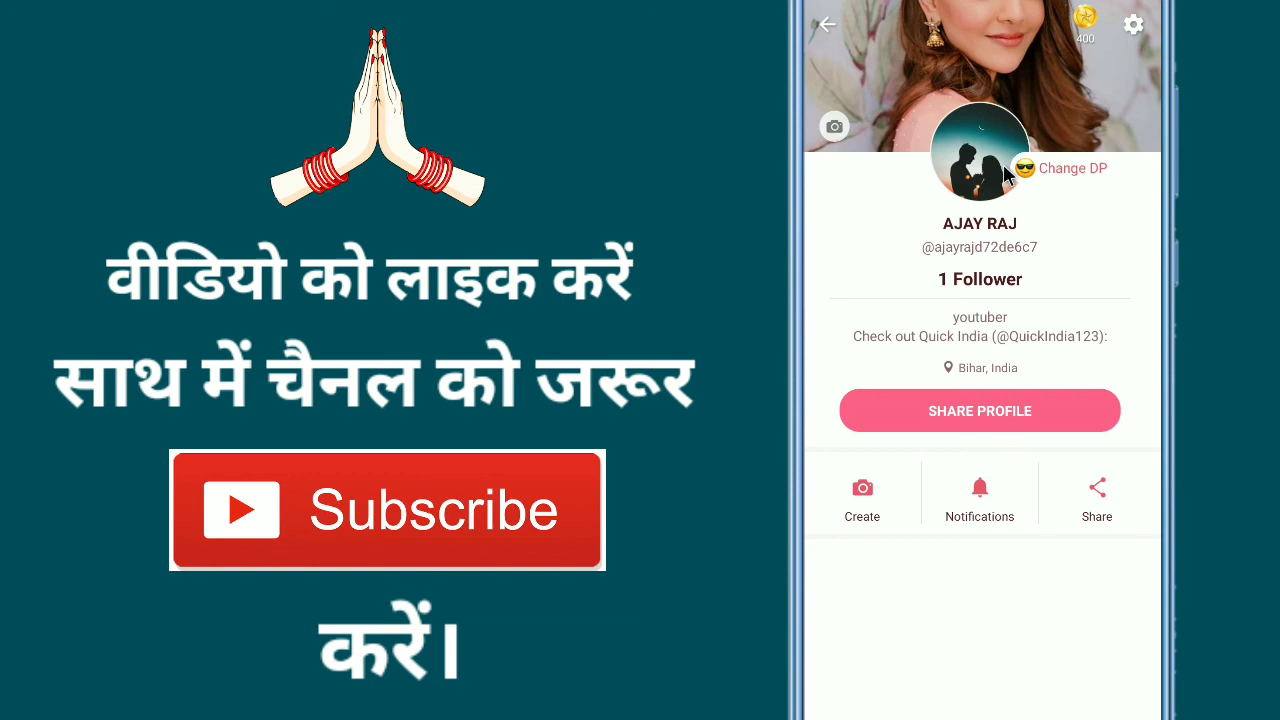 वीडियो को लाइक करें
साथ में चैनल को जरूर
Subscribe
करें।
400
Change DP
AJAY RAJ
@ajayrajd72de6c7
1 Follower
youtuber
Check out Quick India (@QuickIndia123):
Bihar, India
SHARE PROFILE
Create
Notifications
Share